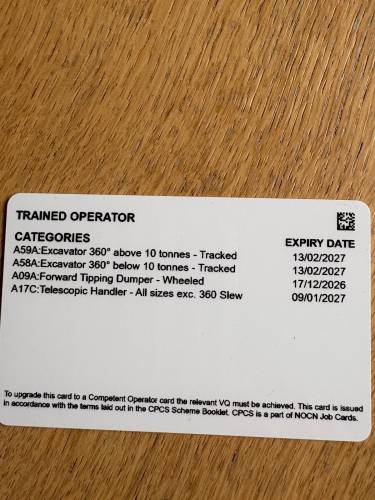 TRAINED OPERATOR
CATEGORIES EXPIRY DATE
A59A:Excavator 360° above 10 tonnes - Tracked 13/02/2027
A58A:Excavator 360° below 10 tonnes - Tracked 13/02/2027
A09A:Forward Tipping Dumper - Wheeled 17/12/2026
A17C:Telescopic Handler - All sizes exc. 360 Slew 09/01/2027
To upgrade this card to a Competent Operator card the relevant VQ must be achieved. This card is issued
in accordance with the terms laid out in the CPCS Scheme Booklet. CPCS is a part of NOCN Job Cards.